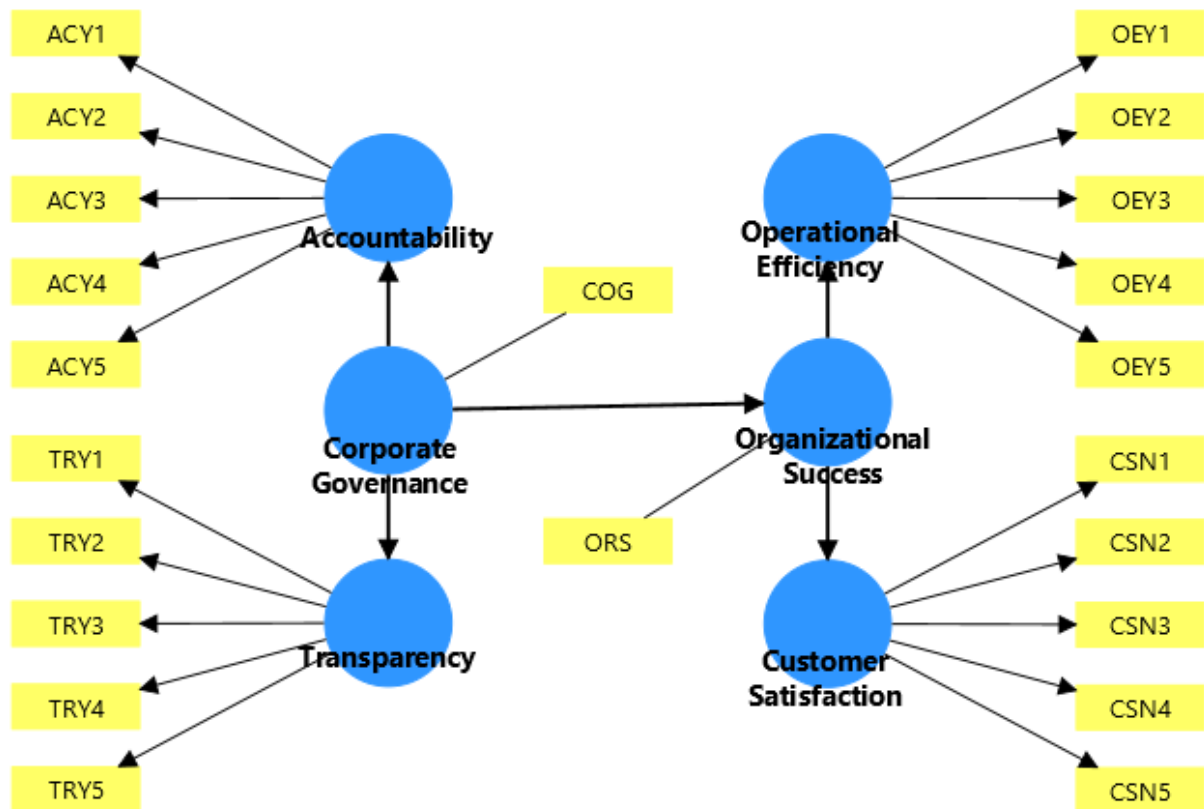 ACY1
ACY2
ACY3
ACY4
ACY5
Accountability
OEY1
OEY2
OEY3
OEY4
OEY5
Operational
Efficiency
COG
Corporate
Governance
Organizational
Success
ORS
TRY1
TRY2
TRY3
TRY4
TRY5
Transparency
CSN1
CSN2
CSN3
CSN4
CSN5
Customer
Satisfaction